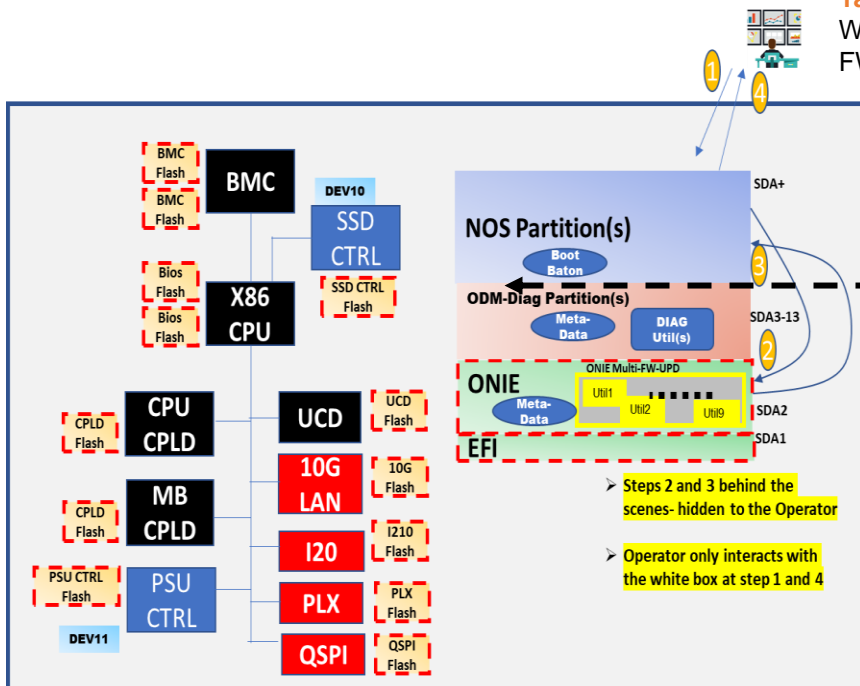 Ta
W
FW
1
4
BMC
Flash
BMC
Flash
BMC
DEV10
SSD
CTRL
SSD CTRL
Flash
Bios
Flash
Bios
Flash
X86
CPU
CPU
CPLD
CPLD
Flash
UCD
UCD
Flash
10G
LAN
10G
Flash
MB
CPLD
CPLD
Flash
I20
I210
Flash
PSU CTRL
Flash
PSU
CTRL
DEV11
PLX
PLX
Flash
QSPI
QSPI
Flash
SDA+
NOS Partition(s)
Boot
Baton
3
ODM-Diag Partition(s)
Meta-
Data
DIAG
Util(s)
SDA3-13
2
ONIE Multi-FW-UPD
ONIE
Meta-
Data
Util1
Util2
Util9
SDA2
EFI
SDA1
➢ Steps 2 and 3 behind the
scenes- hidden to the Operator
➢ Operator only interacts with
the white box at step 1 and 4